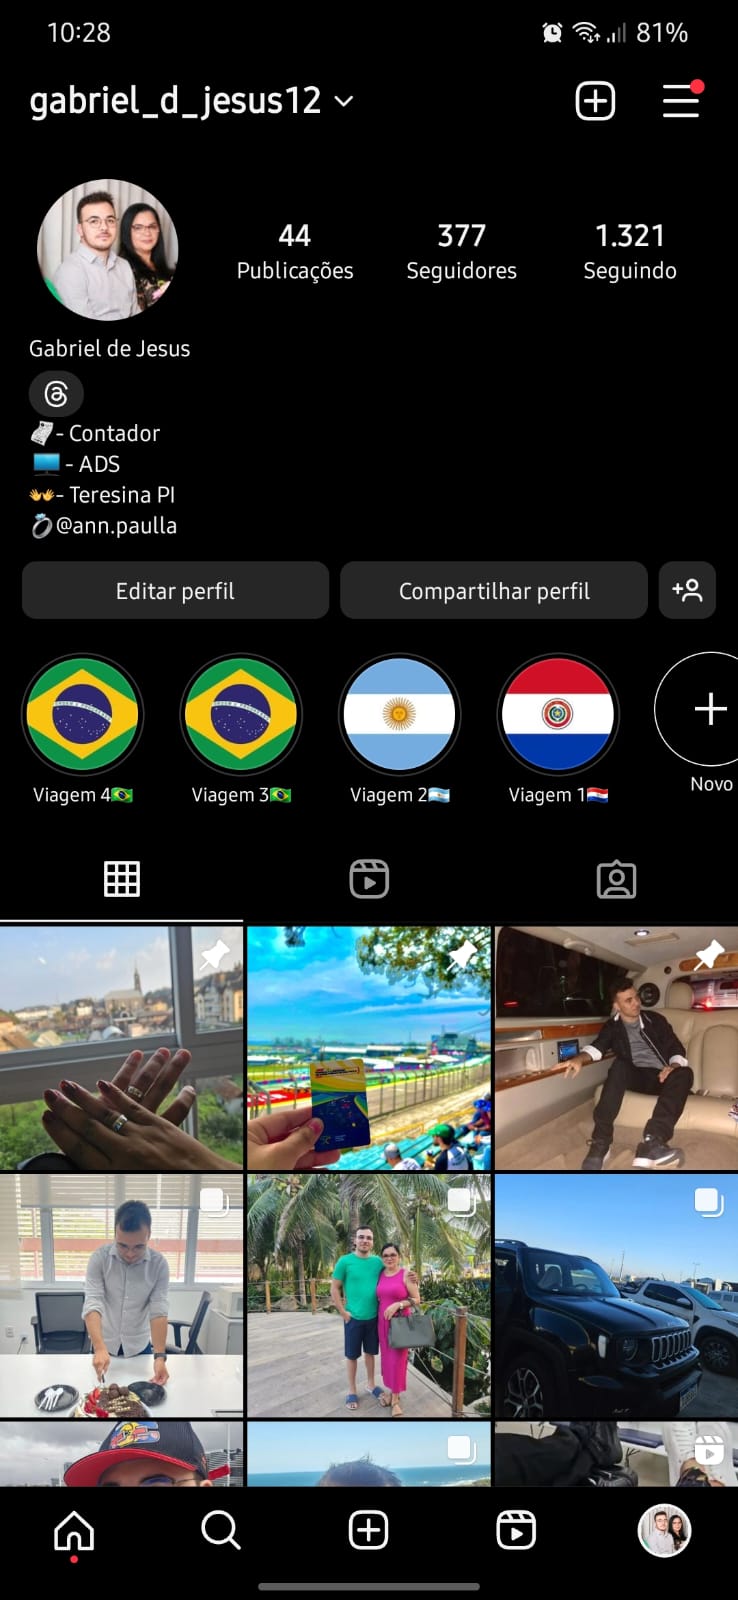 10:28
81%
gabriel_d_jesus12
44
Publicações
377
Seguidores
1.321
Seguindo
Gabriel de Jesus
- Contador
- ADS
- Teresina PI
@ann.paulla
Editar perfil
Compartilhar perfil
Viagem 4
Viagem 3
Viagem 2
Viagem 1
Novo